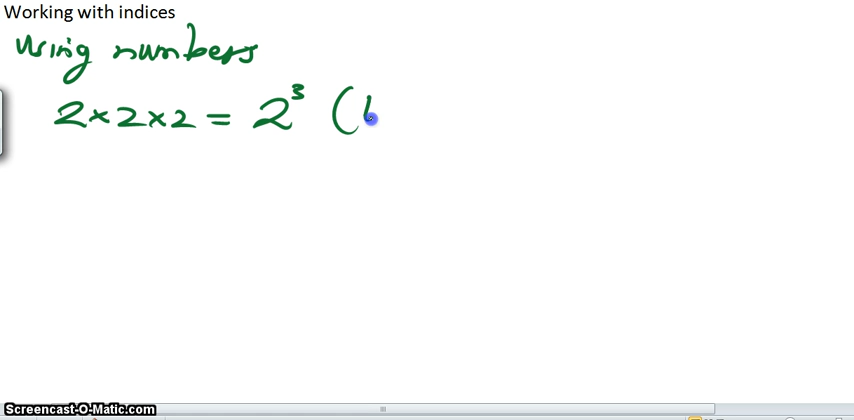 Working with indices
Using numbers
2 × 2 × 2 = 2³ (
Screencast-O-Matic.com